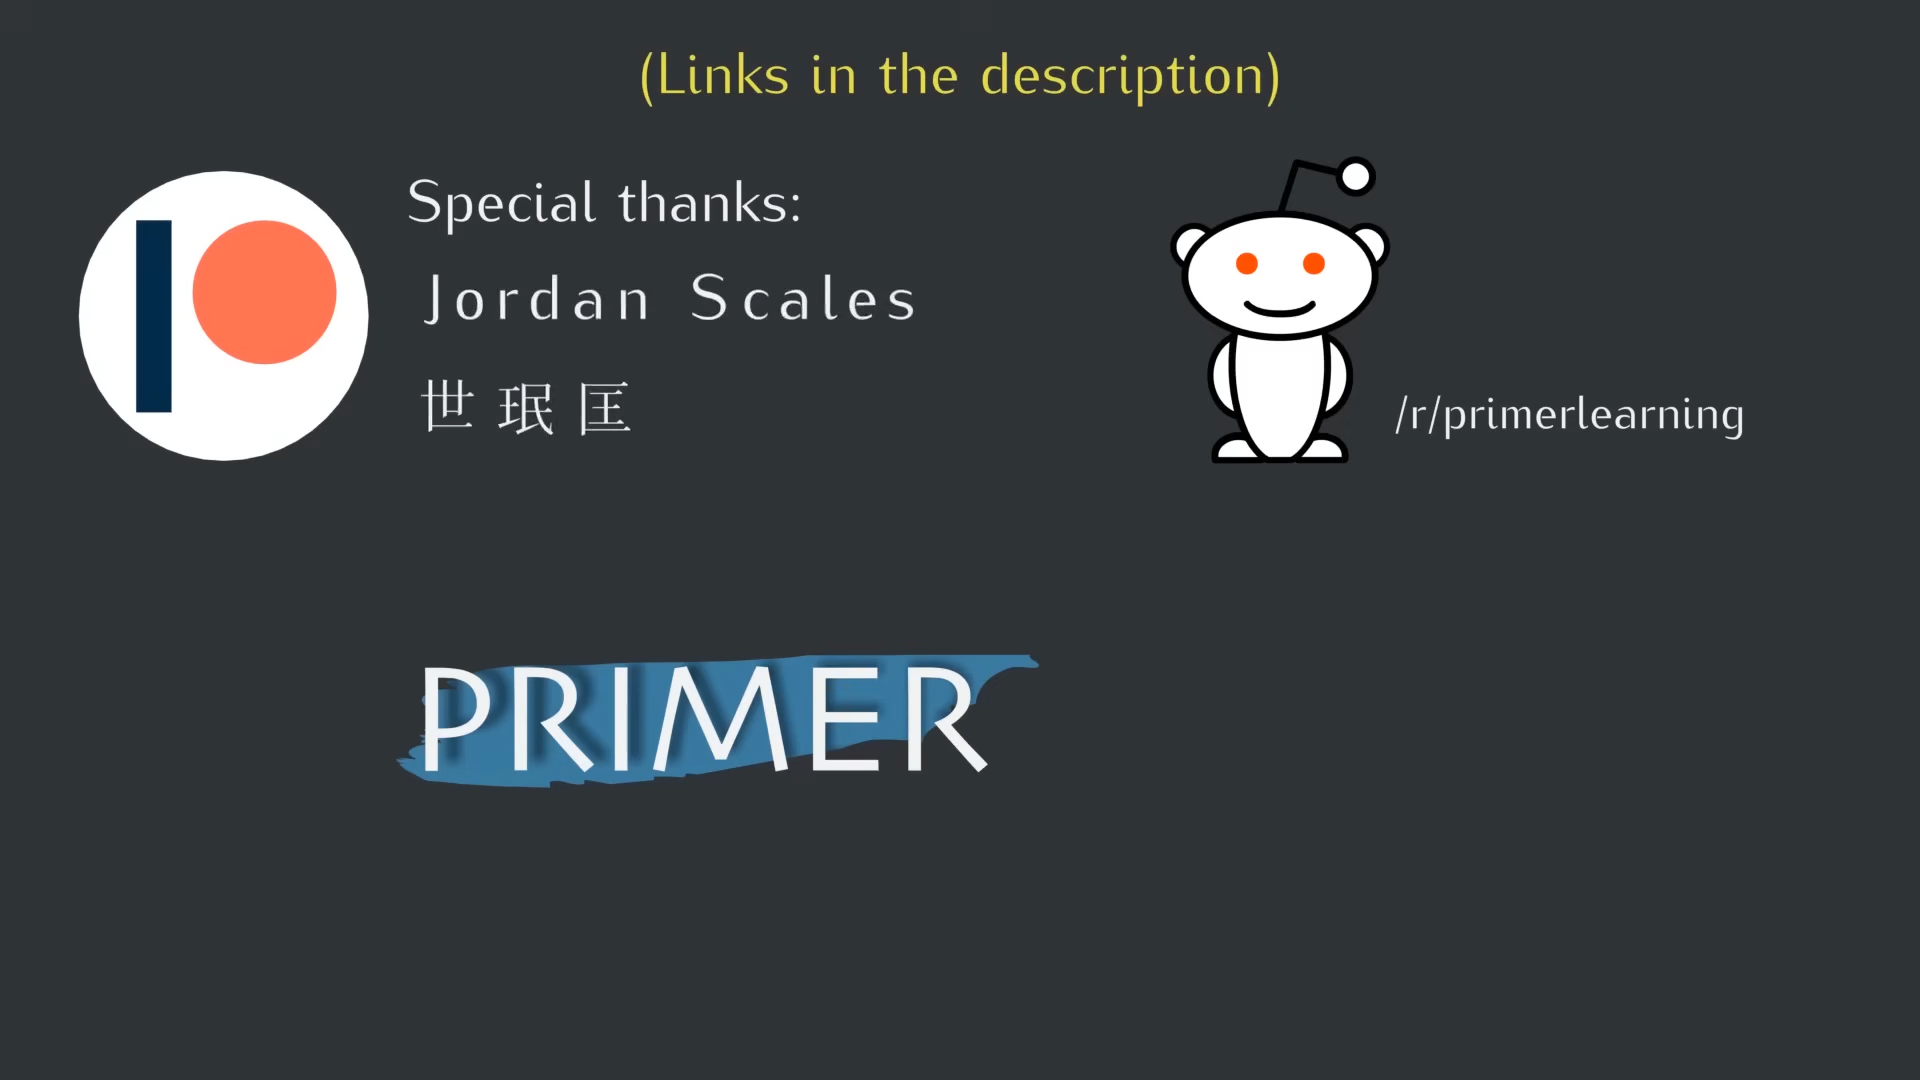 (Links in the description)
Special thanks:
Jordan Scales
世珉匡
/r/primerlearning
PRIMER